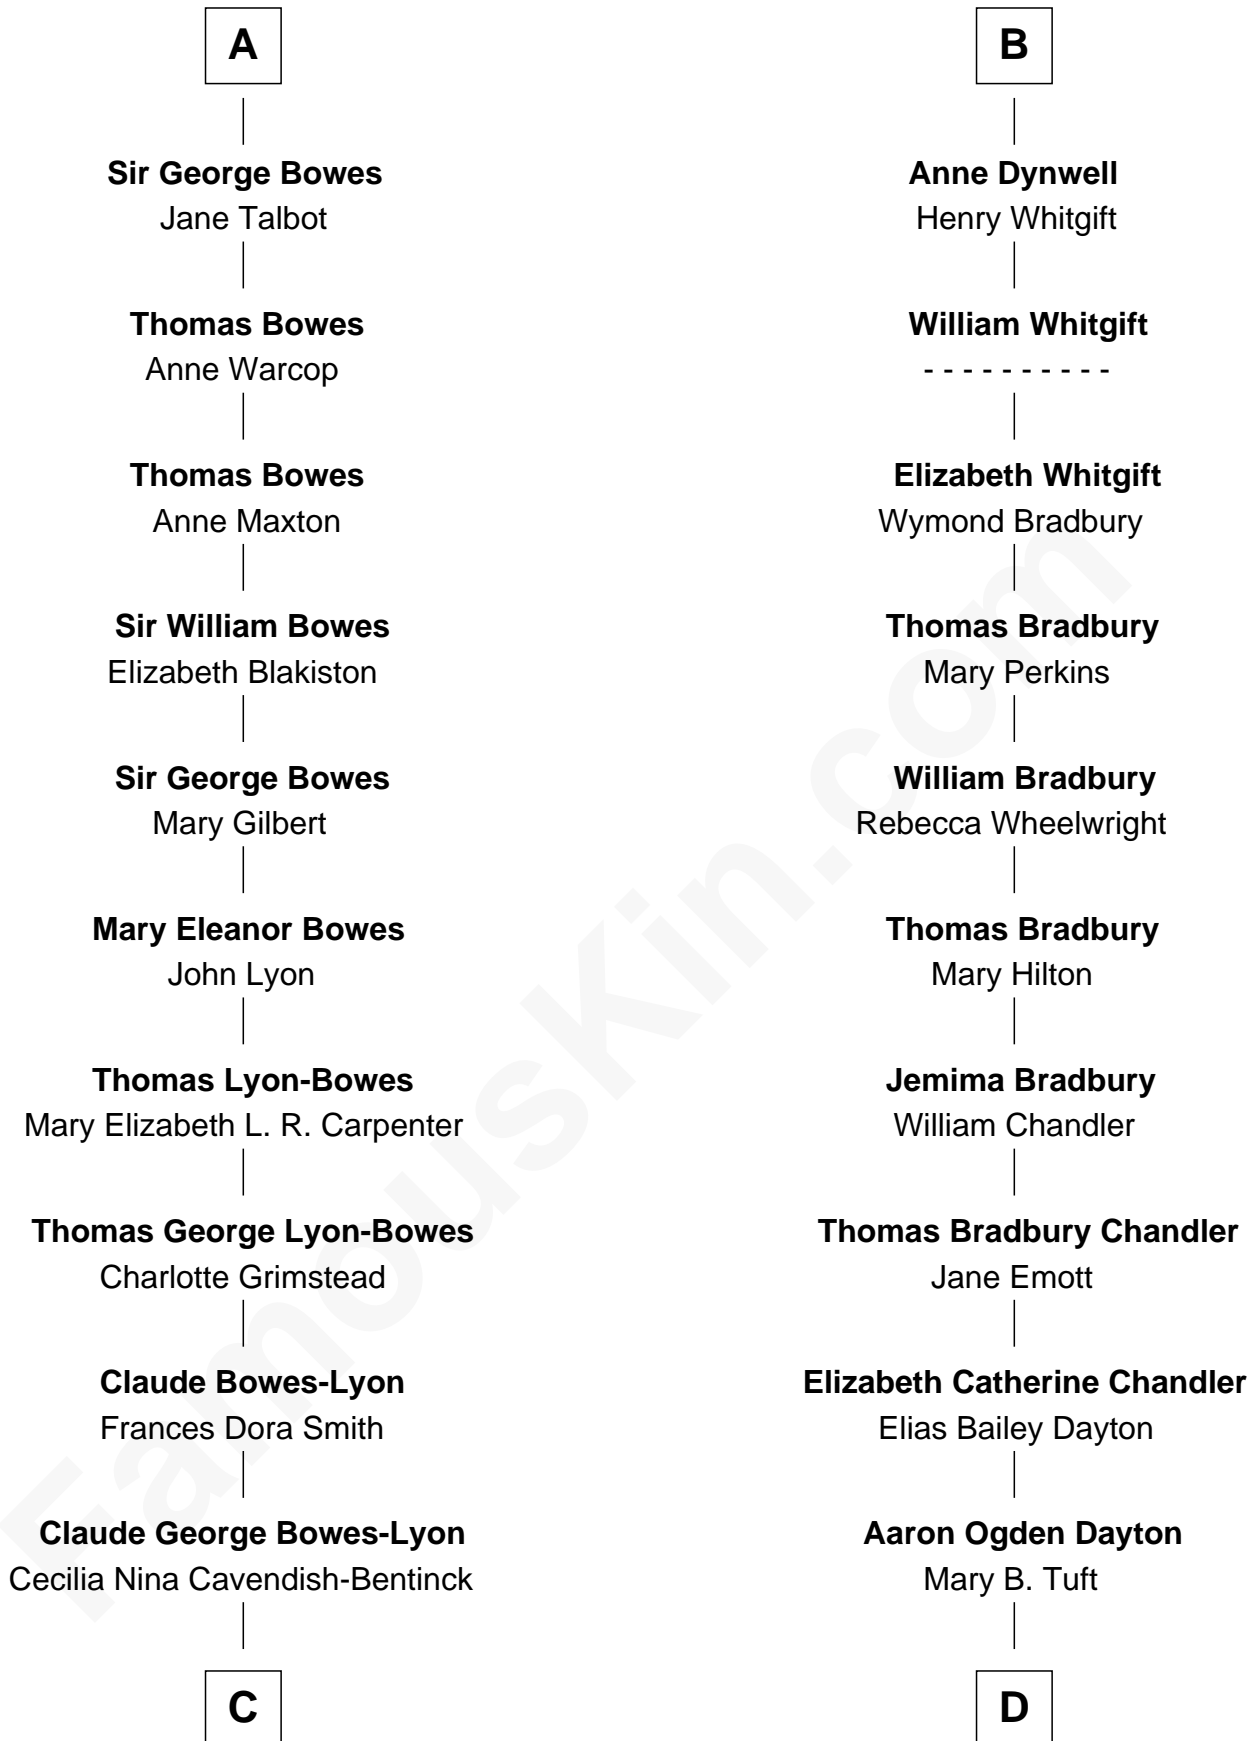 A
Sir George Bowes
Jane Talbot
Thomas Bowes
Anne Warcop
Thomas Bowes
Anne Maxton
Sir William Bowes
Elizabeth Blakiston
Sir George Bowes
Mary Gilbert
Mary Eleanor Bowes
John Lyon
Thomas Lyon-Bowes
Mary Elizabeth L. R. Carpenter
Thomas George Lyon-Bowes
Charlotte Grimstead
Claude Bowes-Lyon
Frances Dora Smith
Claude George Bowes-Lyon
Cecilia Nina Cavendish-Bentinck
C
B
Anne Dynwell
Henry Whitgift
William Whitgift
- - - - - - - - - -
Elizabeth Whitgift
Wymond Bradbury
Thomas Bradbury
Mary Perkins
William Bradbury
Rebecca Wheelwright
Thomas Bradbury
Mary Hilton
Jemima Bradbury
William Chandler
Thomas Bradbury Chandler
Jane Emott
Elizabeth Catherine Chandler
Elias Bailey Dayton
Aaron Ogden Dayton
Mary B. Tuft
D
FamousKin.com